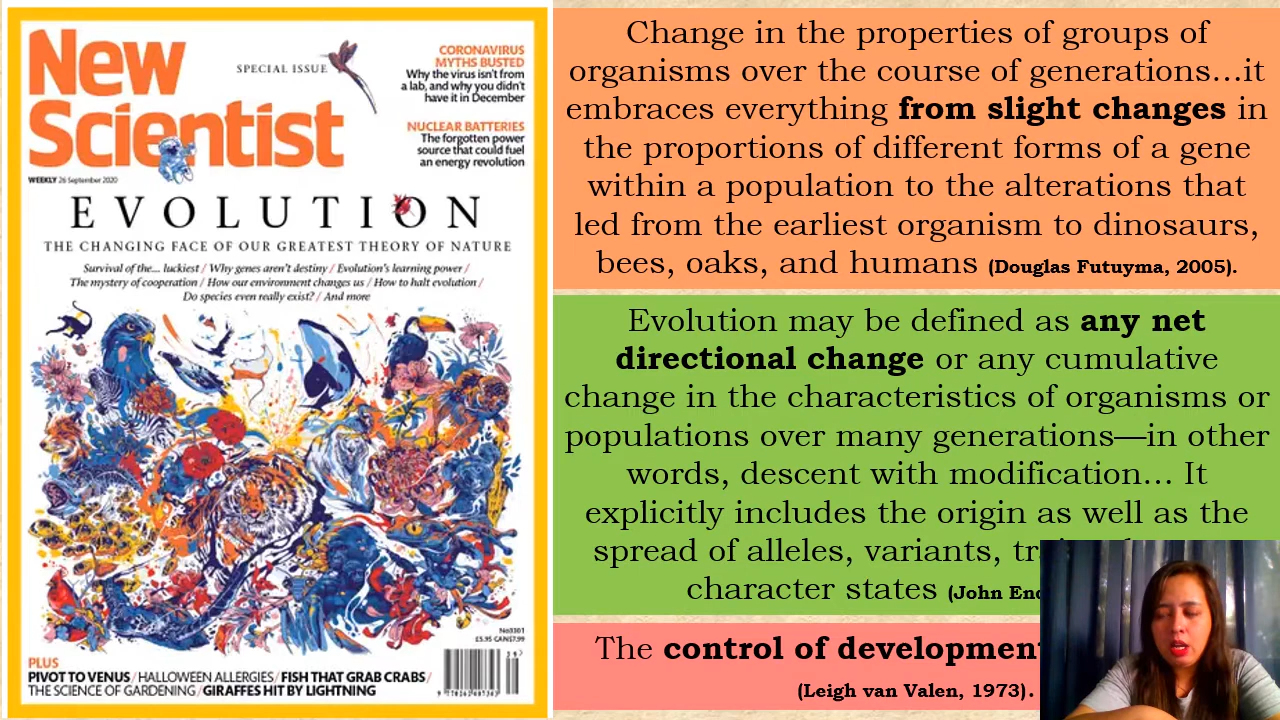 New
Scientist
SPECIAL ISSUE
CORONAVIRUS
MYTHS BUSTED
Why the virus isn't from
a lab, and why you didn't
have it in December
NUCLEAR BATTERIES
The forgotten power
source that could fuel
an energy revolution
WEEKLY 26 September 2020
EVOLUTION
THE CHANGING FACE OF OUR GREATEST THEORY OF NATURE
Survival of the... luckiest / Why genes aren't destiny / Evolution's learning power /
The mystery of cooperation / How our environment changes us / How to halt evolution /
Do species even really exist? / And more
No3301
£5.95 CAN$7.99
PLUS
PIVOT TO VENUS / HALLOWEEN ALLERGIES / FISH THAT GRAB CRABS /
THE SCIENCE OF GARDENING / GIRAFFES HIT BY LIGHTNING
Change in the properties of groups of
organisms over the course of generations...it
embraces everything from slight changes in
the proportions of different forms of a gene
within a population to the alterations that
led from the earliest organism to dinosaurs,
bees, oaks, and humans (Douglas Futuyma, 2005).
Evolution may be defined as any net
directional change or any cumulative
change in the characteristics of organisms or
populations over many generations—in other
words, descent with modification... It
explicitly includes the origin as well as the
spread of alleles, variants,
character states (John
The control of development
(Leigh van Valen, 1973).